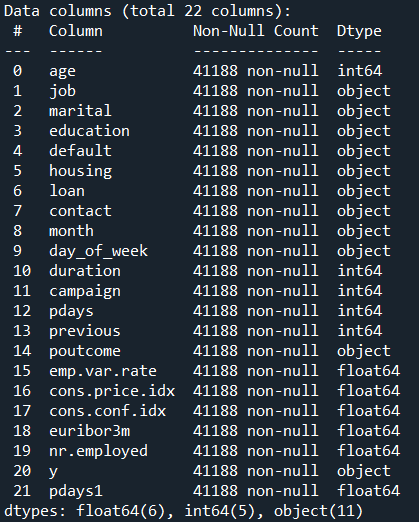 Data columns (total 22 columns):
 #   Column          Non-Null Count  Dtype
---  ------          --------------  -----
 0   age             41188 non-null  int64
 1   job             41188 non-null  object
 2   marital         41188 non-null  object
 3   education       41188 non-null  object
 4   default         41188 non-null  object
 5   housing         41188 non-null  object
 6   loan            41188 non-null  object
 7   contact         41188 non-null  object
 8   month           41188 non-null  object
 9   day_of_week     41188 non-null  object
 10  duration        41188 non-null  int64
 11  campaign        41188 non-null  int64
 12  pdays           41188 non-null  int64
 13  previous        41188 non-null  int64
 14  poutcome        41188 non-null  object
 15  emp.var.rate    41188 non-null  float64
 16  cons.price.idx  41188 non-null  float64
 17  cons.conf.idx   41188 non-null  float64
 18  euribor3m       41188 non-null  float64
 19  nr.employed     41188 non-null  float64
 20  y               41188 non-null  object
 21  pdays1          41188 non-null  float64
dtypes: float64(6), int64(5), object(11)